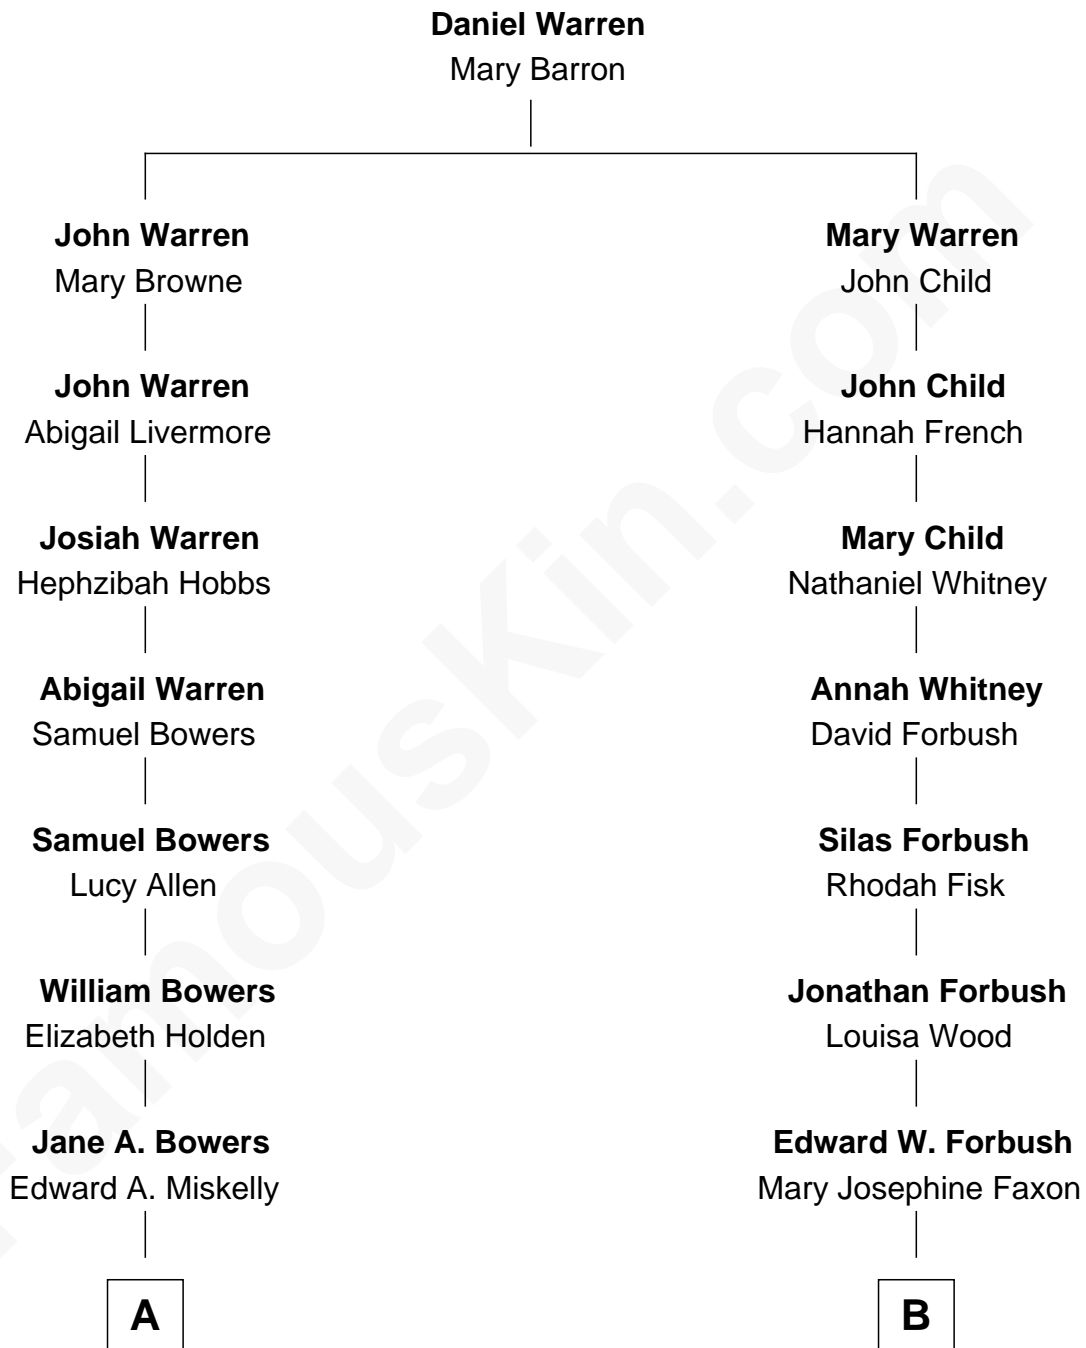 Daniel Warren
Mary Barron
John Warren
Mary Browne
Mary Warren
John Child
John Warren
Abigail Livermore
John Child
Hannah French
Josiah Warren
Hephzibah Hobbs
Mary Child
Nathaniel Whitney
Abigail Warren
Samuel Bowers
Annah Whitney
David Forbush
Samuel Bowers
Lucy Allen
Silas Forbush
Rhodah Fisk
William Bowers
Elizabeth Holden
Jonathan Forbush
Louisa Wood
Jane A. Bowers
Edward A. Miskelly
Edward W. Forbush
Mary Josephine Faxon
A
B
FamousKin.com